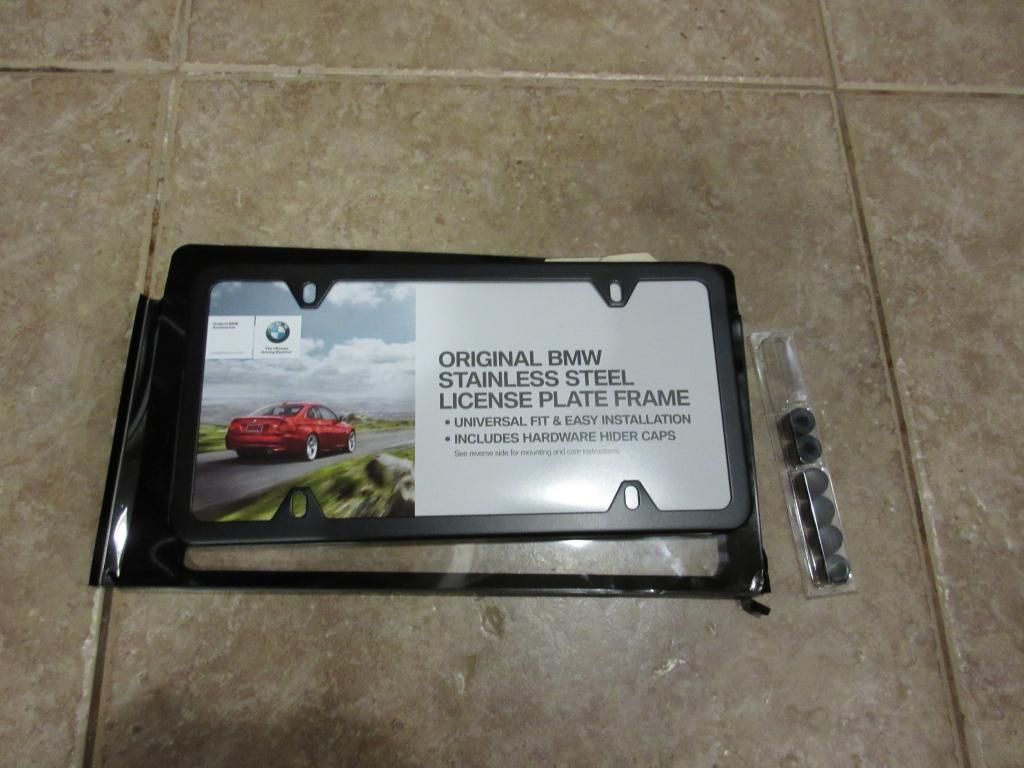 Original BMW
Accessories
The Ultimate
Driving Machine®
ORIGINAL BMW
STAINLESS STEEL
LICENSE PLATE FRAME
• UNIVERSAL FIT & EASY INSTALLATION
• INCLUDES HARDWARE HIDER CAPS
See reverse side for mounting and care instructions.